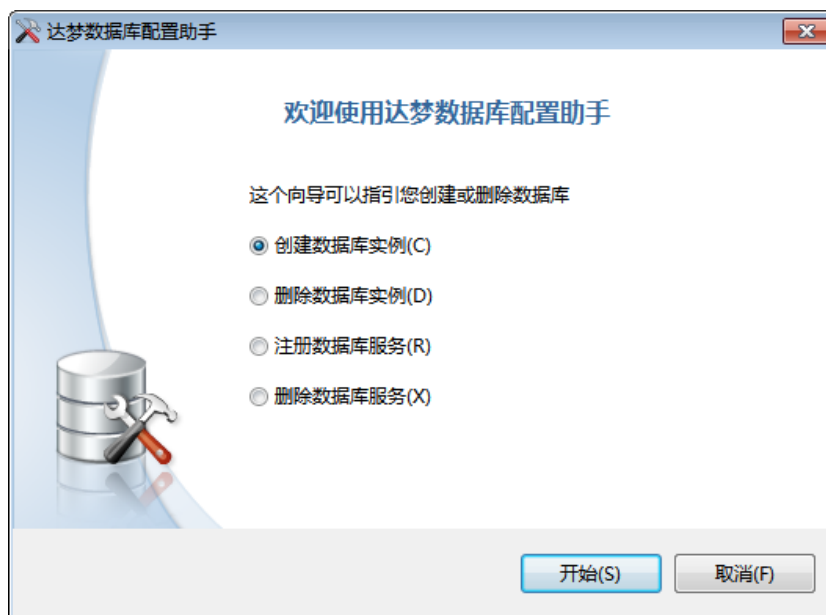 达梦数据库配置助手
欢迎使用达梦数据库配置助手
这个向导可以指引您创建或删除数据库
创建数据库实例(C)
删除数据库实例(D)
注册数据库服务(R)
删除数据库服务(X)
开始(S) 取消(F)